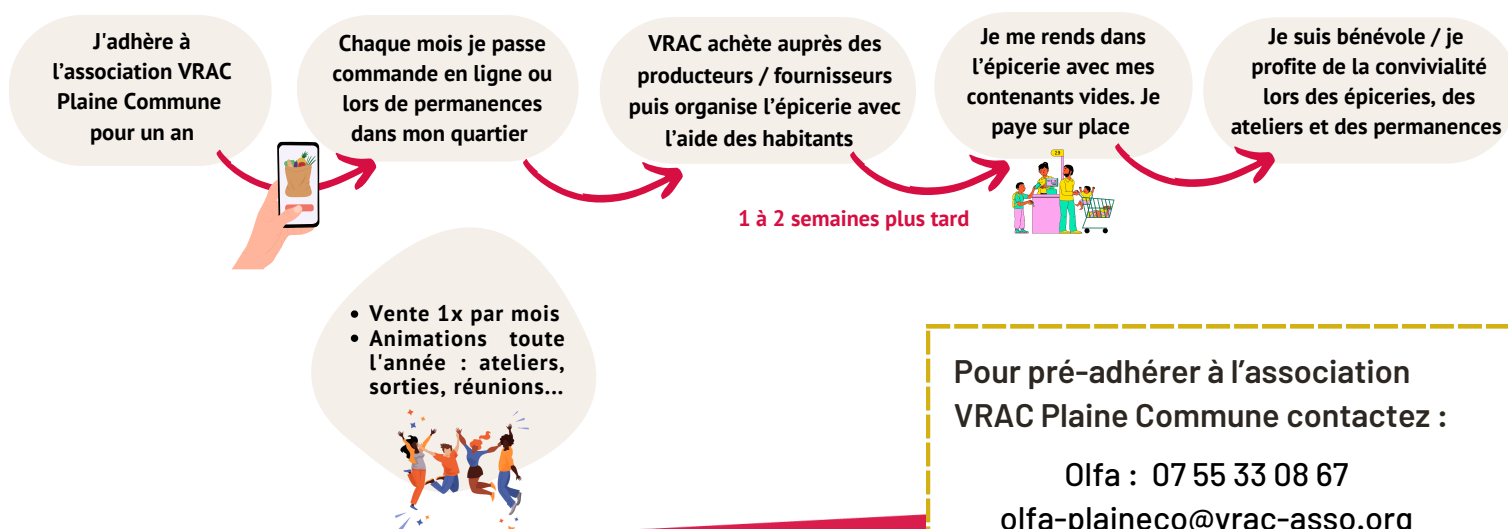 J'adhère à
l'association VRAC
Plaine Commune
pour un an
Chaque mois je passe
commande en ligne ou
lors de permanences
dans mon quartier
VRAC achète auprès des
producteurs / fournisseurs
puis organise l'épicerie avec
l'aide des habitants
Je me rends dans
l'épicerie avec mes
contenants vides. Je
paye sur place
Je suis bénévole / je
profite de la convivialité
lors des épiceries, des
ateliers et des permanences
1 à 2 semaines plus tard
• Vente 1x par mois
• Animations toute
l'année : ateliers,
sorties, réunions...
Pour pré-adhérer à l'association
VRAC Plaine Commune contactez :
Olfa : 07 55 33 08 67
olfa-plaineco@vrac-asso.org